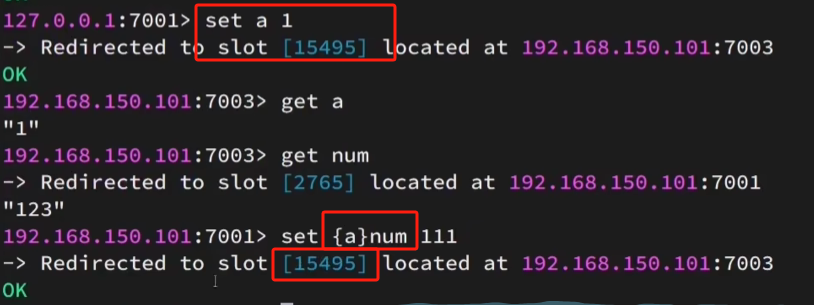 127.0.0.1:7001> set a 1
-> Redirected to slot [15495] located at 192.168.150.101:7003
OK
192.168.150.101:7003> get a
"1"
192.168.150.101:7003> get num
-> Redirected to slot [2765] located at 192.168.150.101:7001
"123"
192.168.150.101:7001> set {a}num 111
-> Redirected to slot [15495] located at 192.168.150.101:7003
OK